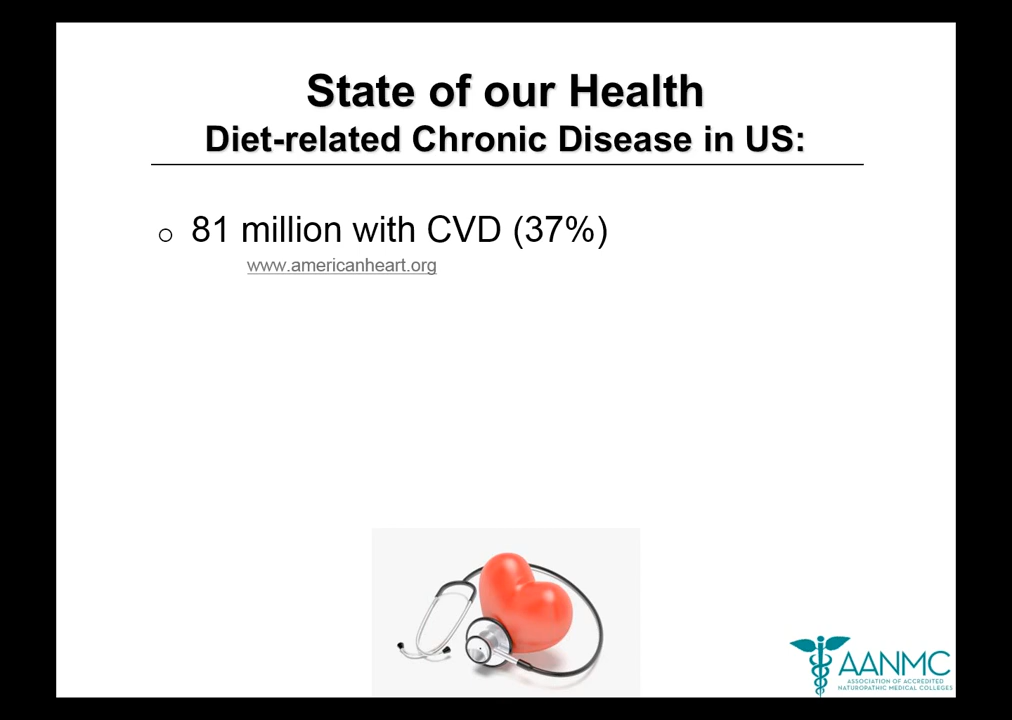 State of our Health
Diet-related Chronic Disease in US:
o 81 million with CVD (37%)
www.americanheart.org
AANMC
ASSOCIATION OF ACCREDITED
NATUROPATHIC MEDICAL COLLEGES